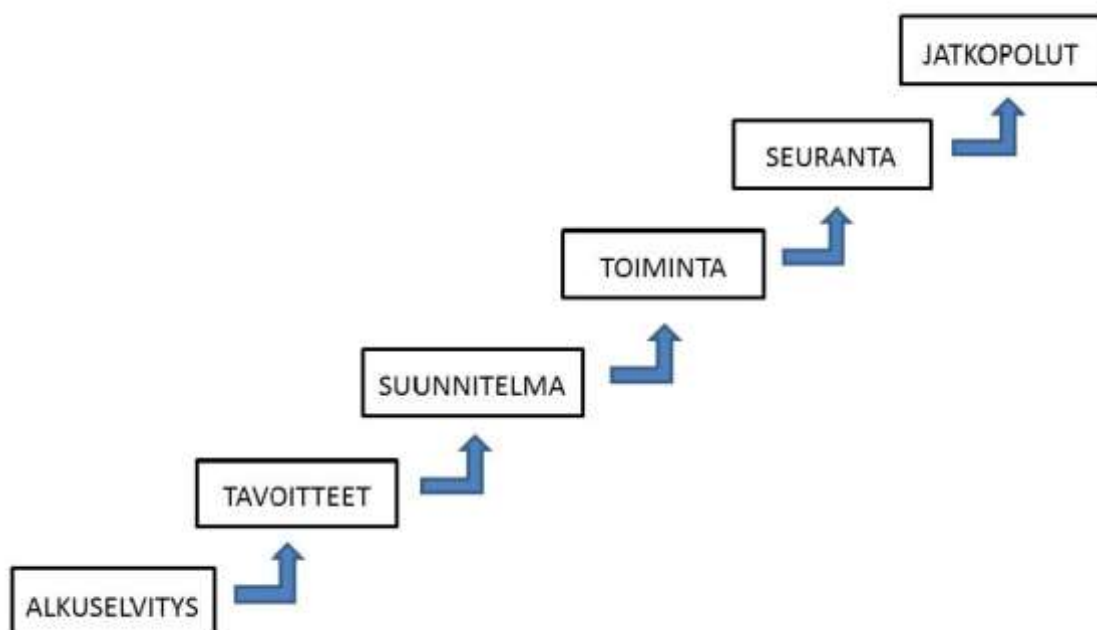 JATKOPOLUT
SEURANTA
TOIMINTA
SUUNNITELMA
TAVOITTEET
ALKUSELVITYS